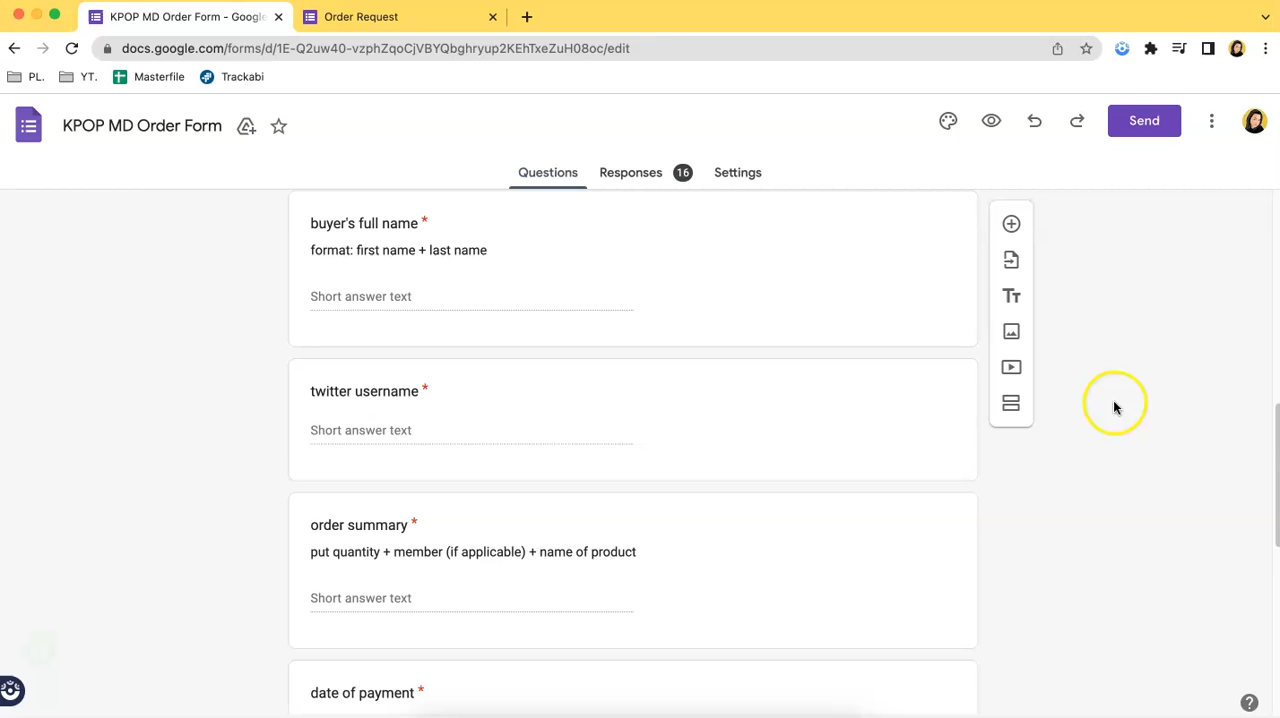 KPOP MD Order Form - Google
Order Request
docs.google.com/forms/d/1E-Q2uw40-vzphZqoCjVBYQbghryup2KEhTxeZuH08oc/edit
PL.
YT.
Masterfile
Trackabi
KPOP MD Order Form
Send
Questions
Responses 16
Settings
buyer's full name *
format: first name + last name
Short answer text
Tт
twitter username *
Short answer text
order summary *
put quantity + member (if applicable) + name of product
Short answer text
date of payment *